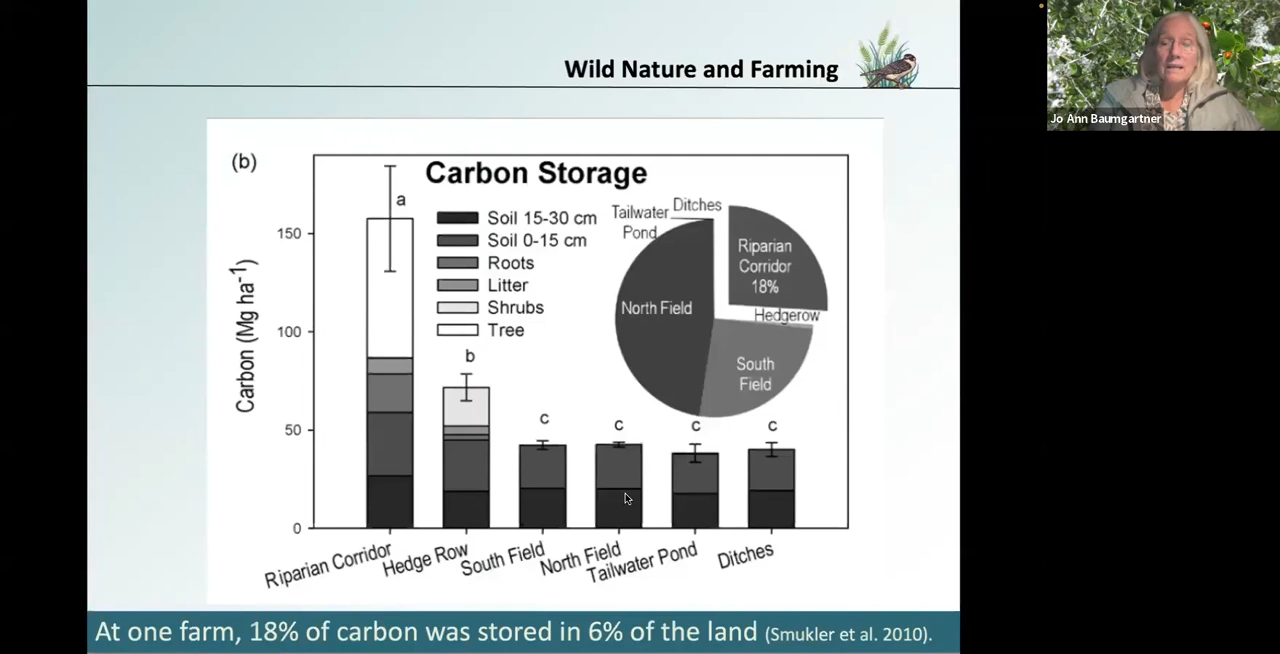 Wild Nature and Farming
Jo Ann Baumgartner
(b)
Carbon Storage
Soil 15-30 cm
Soil 0-15 cm
Roots
Litter
Shrubs
Tree
Tailwater
Pond
Ditches
Riparian
Corridor
18%
North Field
Hedgerow
South
Field
Carbon (Mg ha-1)
150
100
50
0
a
b
c
c
c
c
Riparian Corridor
Hedge Row
South Field
North Field
Tailwater Pond
Ditches
At one farm, 18% of carbon was stored in 6% of the land (Smukler et al. 2010).